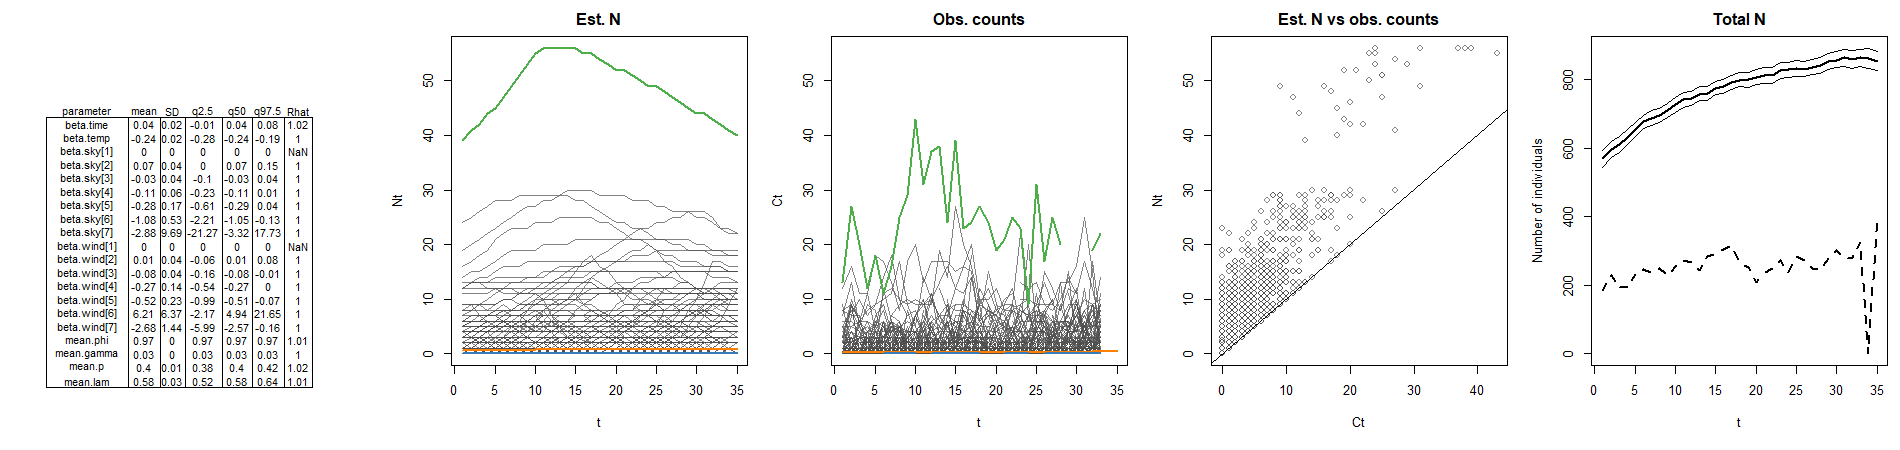 parameter mean SD q2.5 q50 q97.5 Rhat
beta.time 0.04 0.02 -0.01 0.04 0.08 1.02
beta.temp -0.24 0.02 -0.28 -0.24 -0.19 1
beta.sky[1] 0 0 0 0 0 NaN
beta.sky[2] 0.07 0.04 0 0.07 0.15 1
beta.sky[3] -0.03 0.04 -0.1 -0.03 0.04 1
beta.sky[4] -0.11 0.06 -0.23 -0.11 0.01 1
beta.sky[5] -0.28 0.17 -0.61 -0.29 0.04 1
beta.sky[6] -1.08 0.53 -2.21 -1.05 -0.13 1
beta.sky[7] -2.88 9.69 -21.27 -3.32 17.73 1
beta.wind[1] 0 0 0 0 0 NaN
beta.wind[2] 0.01 0.04 -0.06 0.01 0.08 1
beta.wind[3] -0.08 0.04 -0.16 -0.08 -0.01 1
beta.wind[4] -0.27 0.14 -0.54 -0.27 0 1
beta.wind[5] -0.52 0.23 -0.99 -0.51 -0.07 1
beta.wind[6] 6.21 6.37 -2.17 4.94 21.65 1
beta.wind[7] -2.68 1.44 -5.99 -2.57 -0.16 1
mean.phi 0.97 0 0.97 0.97 0.97 1.01
mean.gamma 0.03 0 0.03 0.03 0.03 1
mean.p 0.4 0.01 0.38 0.4 0.42 1.02
mean.lam 0.58 0.03 0.52 0.58 0.64 1.01
Est. N
Nt
50
40
30
20
10
0
0 5 10 15 20 25 30 35
t
Obs. counts
Ct
50
40
30
20
10
0
0 5 10 15 20 25 30 35
t
Est. N vs obs. counts
Nt
50
40
30
20
10
0
0 10 20 30 40
Ct
Total N
Number of individuals
800
600
400
200
0
0 5 10 15 20 25 30 35
t